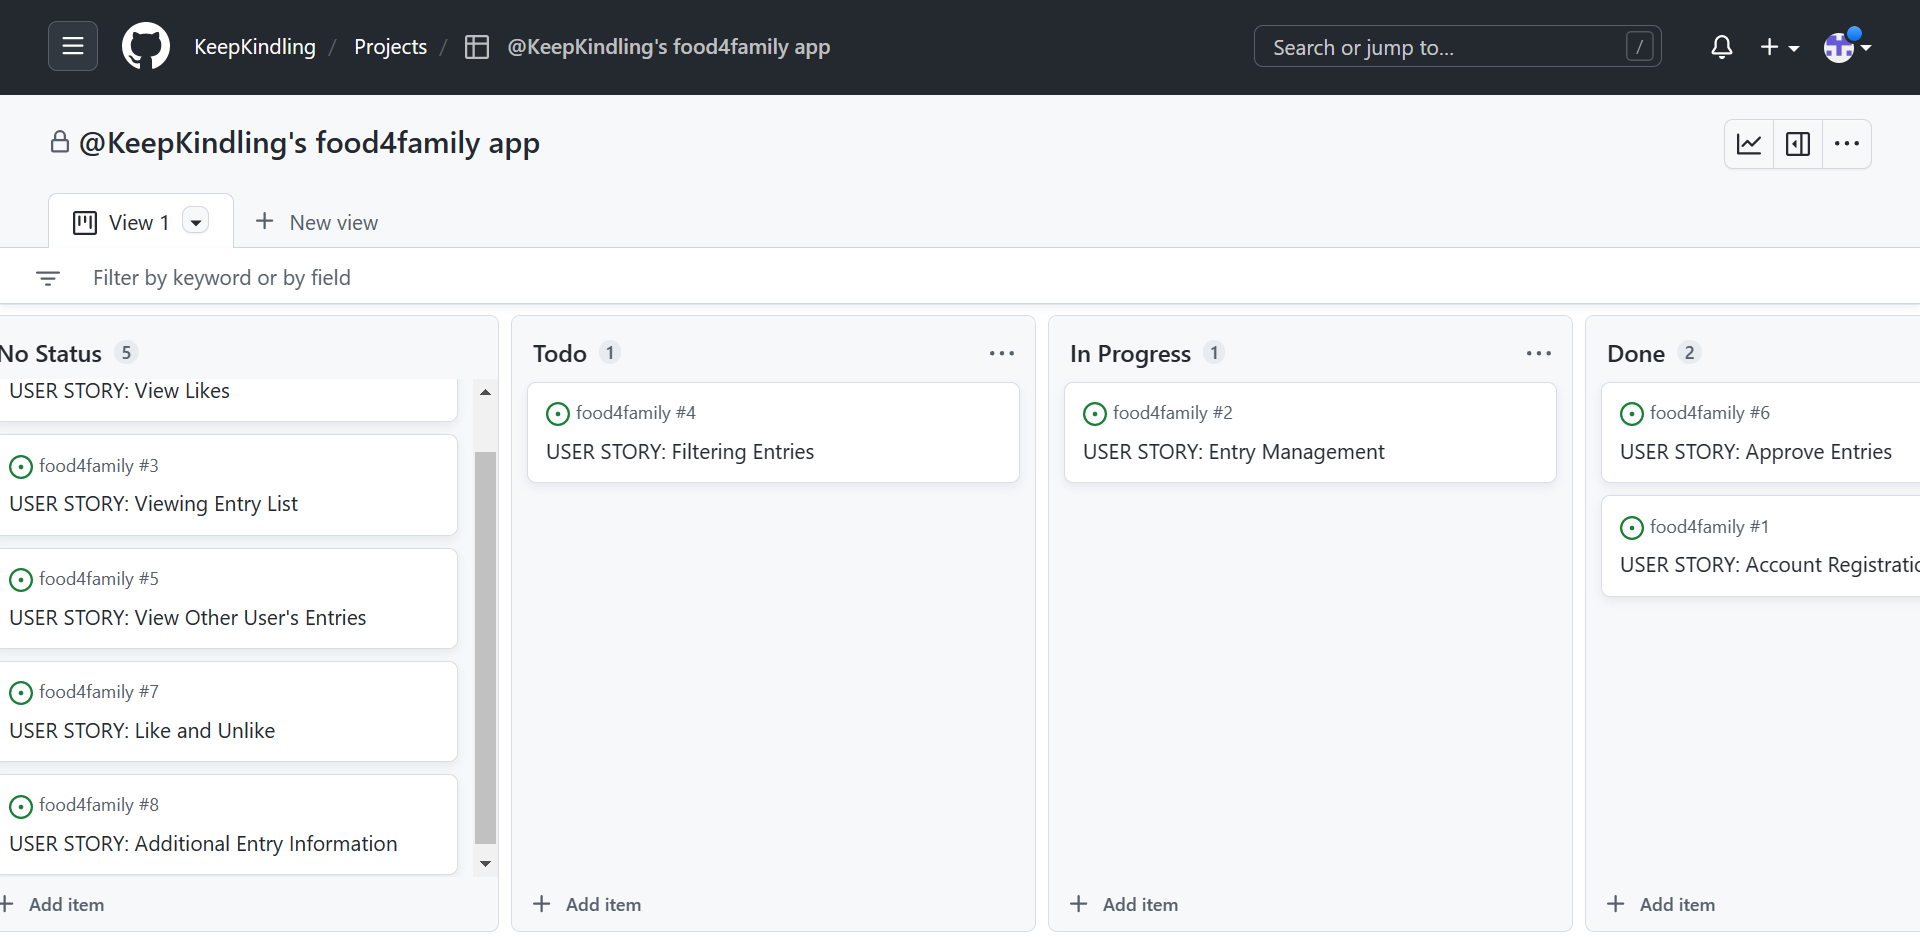 KeepKindling / Projects / @KeepKindling's food4family app
Search or jump to... /
@KeepKindling's food4family app
View 1
New view
Filter by keyword or by field
No Status 5
USER STORY: View Likes
food4family #3
USER STORY: Viewing Entry List
food4family #5
USER STORY: View Other User's Entries
food4family #7
USER STORY: Like and Unlike
food4family #8
USER STORY: Additional Entry Information
Add item
Todo 1
food4family #4
USER STORY: Filtering Entries
Add item
In Progress 1
food4family #2
USER STORY: Entry Management
Add item
Done 2
food4family #6
USER STORY: Approve Entries
food4family #1
USER STORY: Account Registratio
Add item